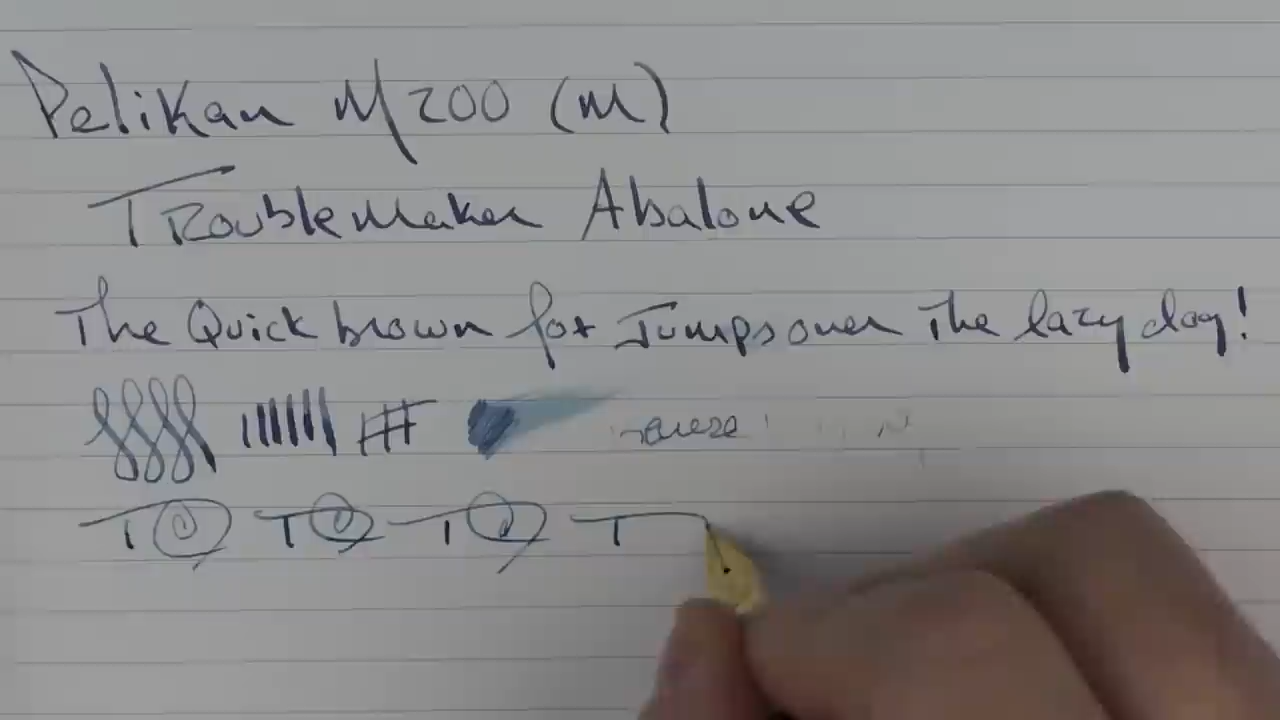 Pelikan M200 (M)
Troublemaker Abalone
The Quick brown fox Jumps over The lazy dog!
T T T T